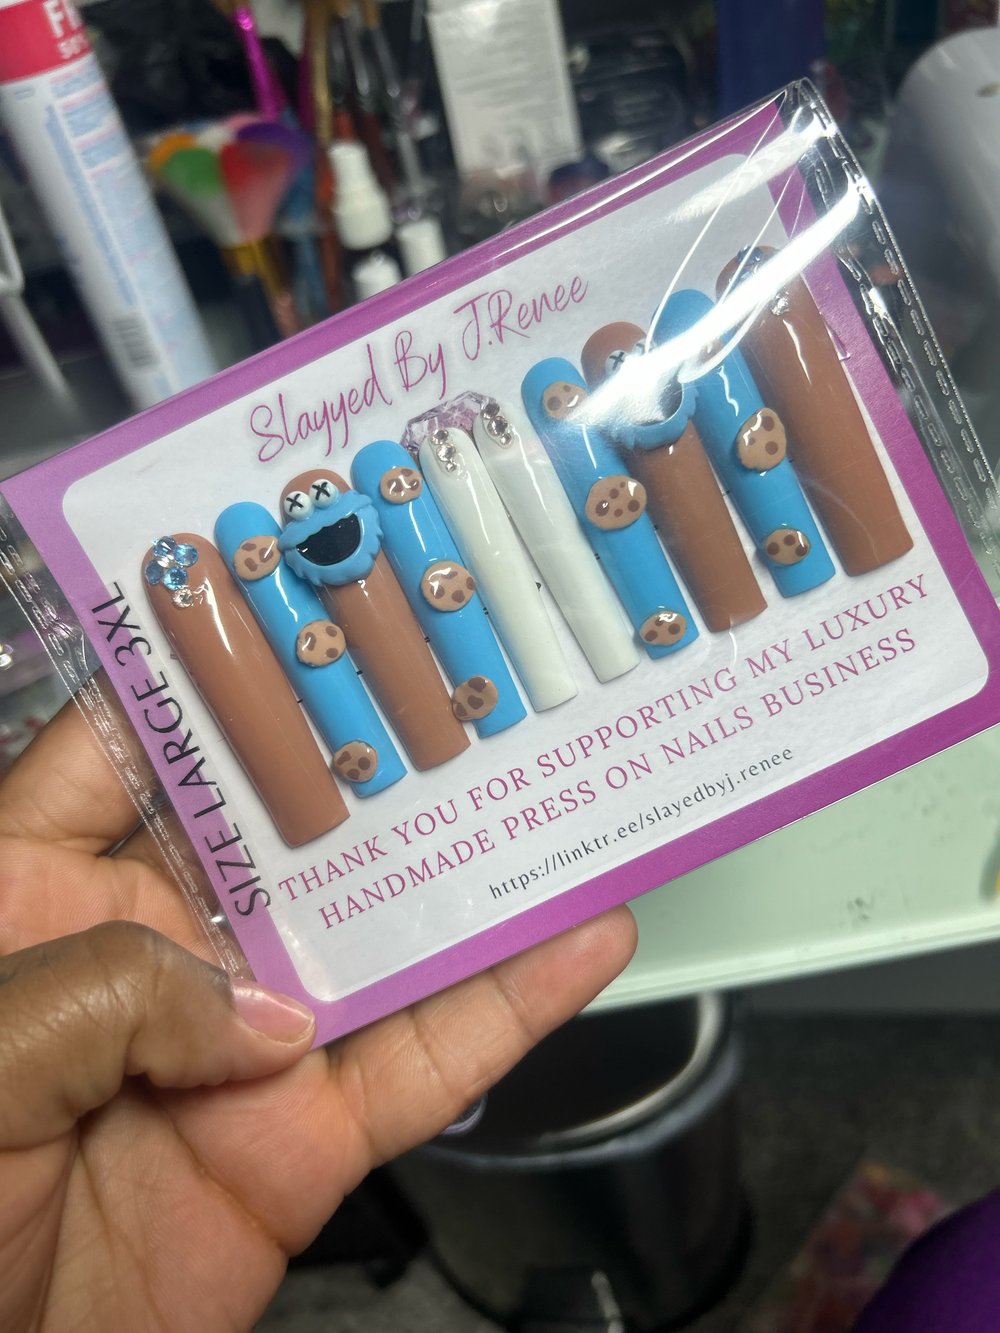 Slayyed By J.Renee
SIZE LARGE 3XL
THANK YOU FOR SUPPORTING MY LUXURY
HANDMADE PRESS ON NAILS BUSINESS
https://linktr.ee/slayedbyj.renee